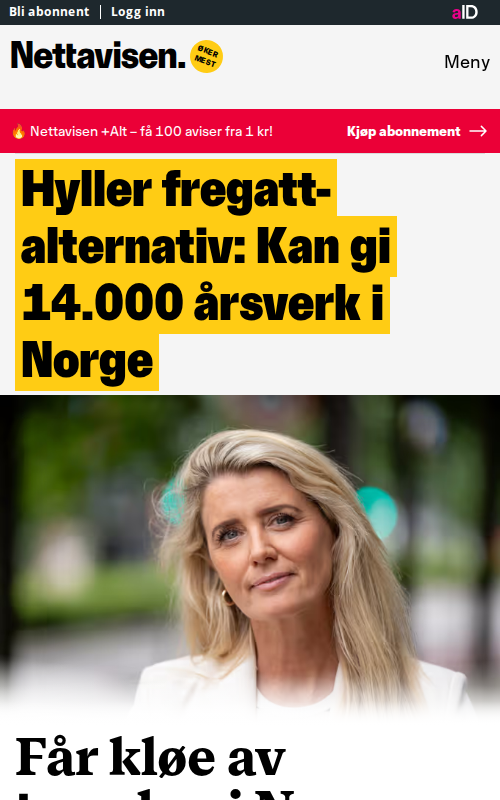 Bli abonnent | Logg inn
aID
Nettavisen.
ØKER
MEST
Meny
Nettavisen +Alt – få 100 aviser fra 1 kr!
Kjøp abonnement
Hyller fregatt-
alternativ: Kan gi
14.000 årsverk i
Norge
Får kløe av